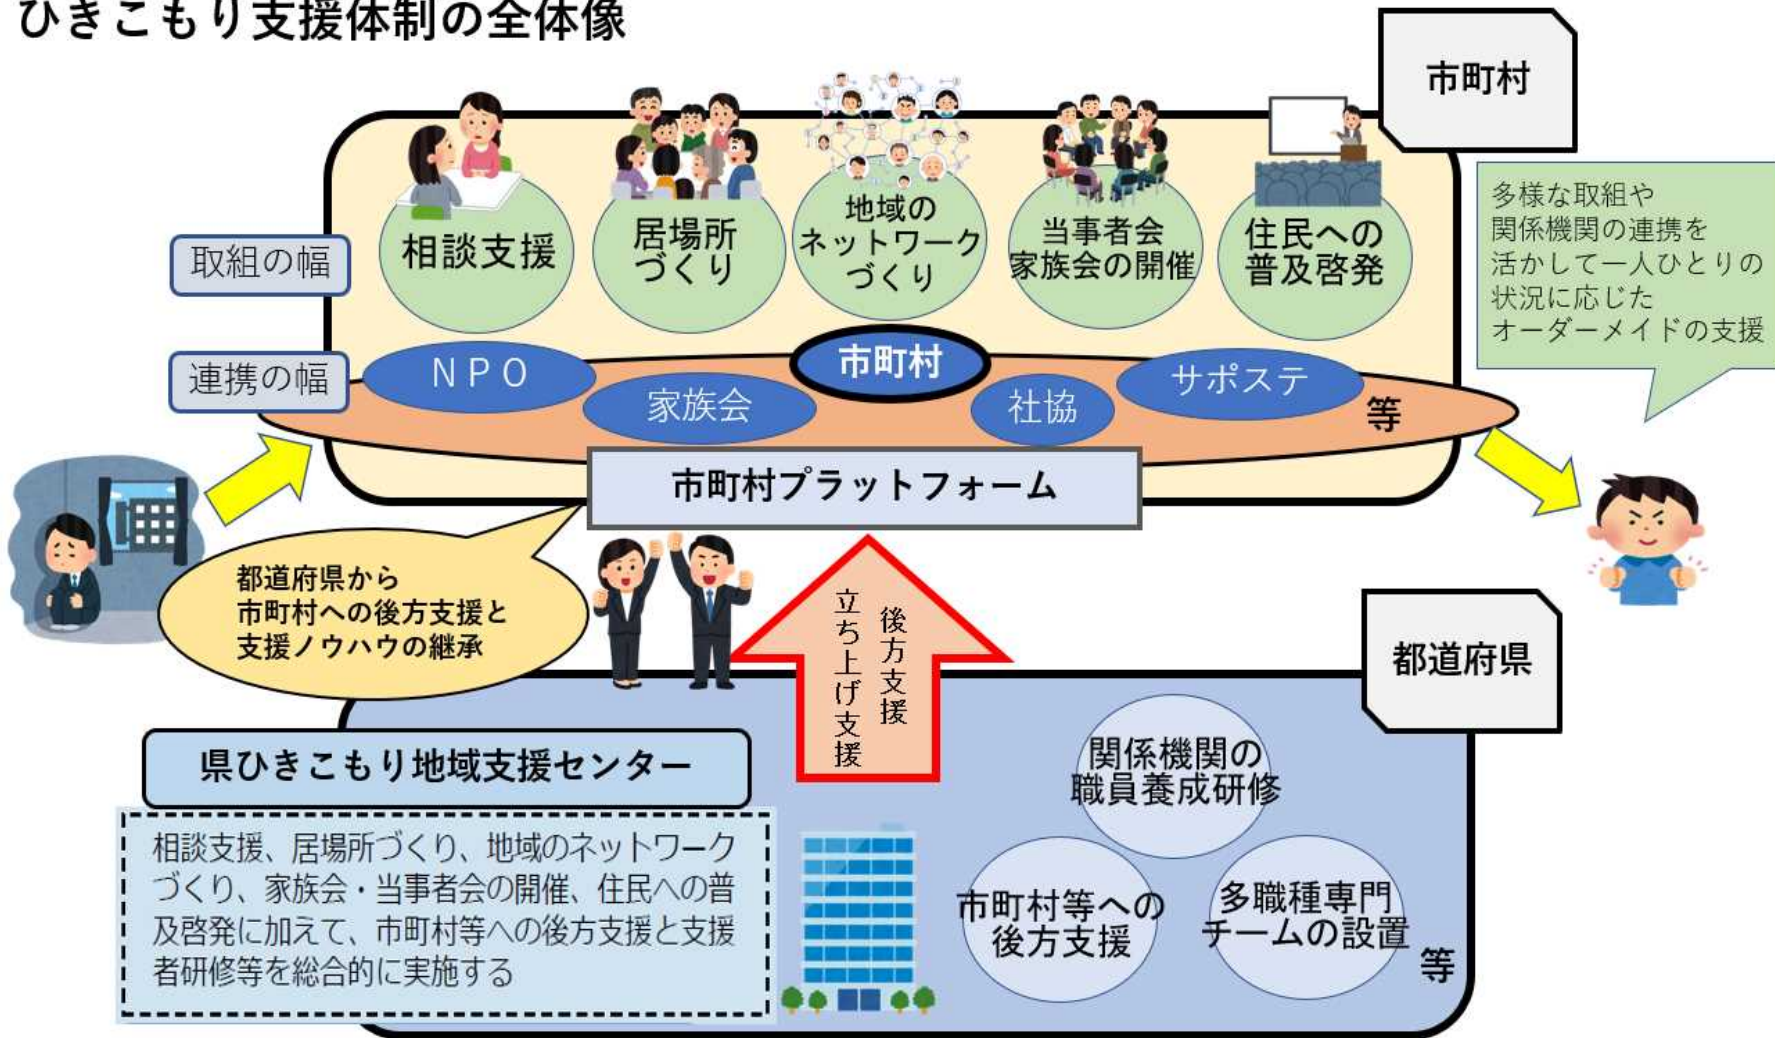 ひきこもり支援体制の全体像
市町村
取組の幅
相談支援
居場所
づくり
地域の
ネットワーク
づくり
当事者会
家族会の開催
住民への
普及啓発
多様な取組や
関係機関の連携を
活かして一人ひとりの
状況に応じた
オーダーメイドの支援
連携の幅
ＮＰＯ
家族会
市町村
社協
サポステ
等
市町村プラットフォーム
都道府県から
市町村への後方支援と
支援ノウハウの継承
後方支援
立ち上げ支援
都道府県
県ひきこもり地域支援センター
相談支援、居場所づくり、地域のネットワーク
づくり、家族会・当事者会の開催、住民への普
及啓発に加えて、市町村等への後方支援と支援
者研修等を総合的に実施する
関係機関の
職員養成研修
市町村等への
後方支援
多職種専門
チームの設置
等